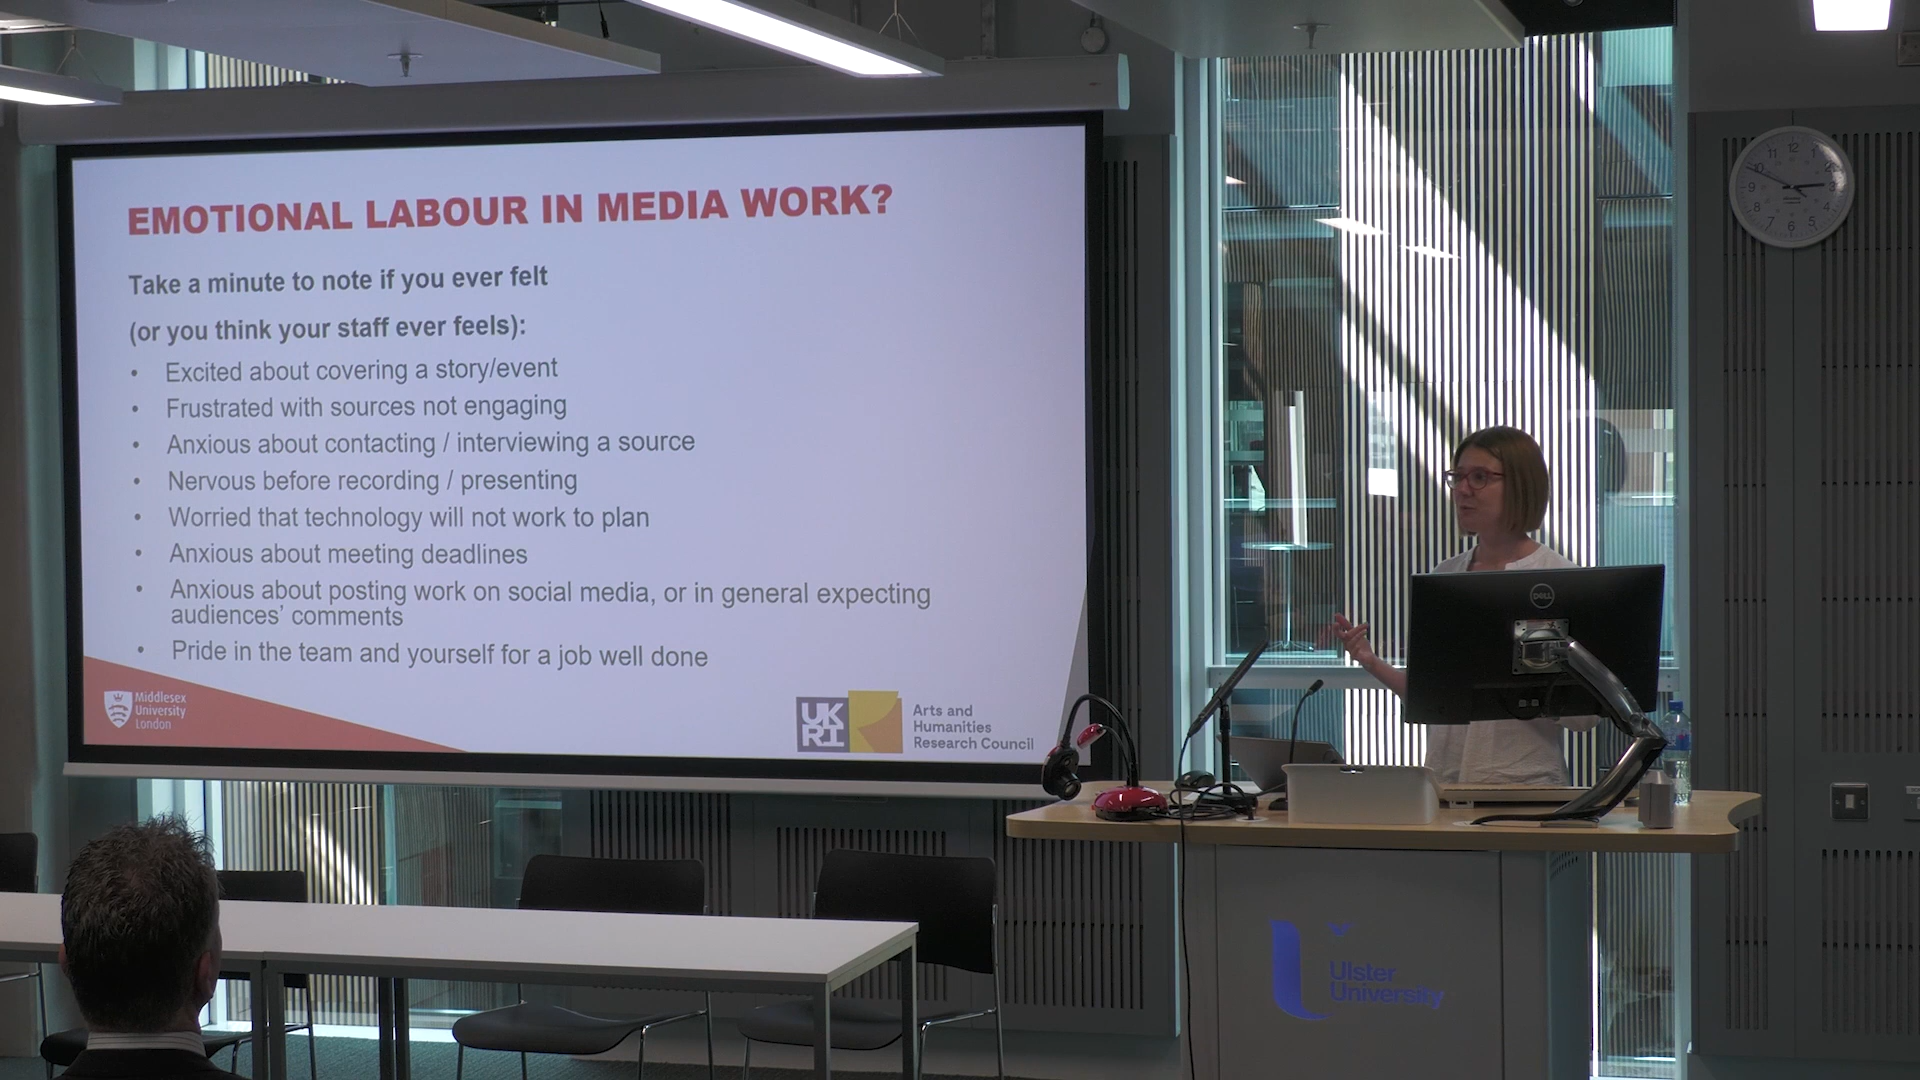 EMOTIONAL LABOUR IN MEDIA WORK?
Take a minute to note if you ever felt
(or you think your staff ever feels):
• Excited about covering a story/event
• Frustrated with sources not engaging
• Anxious about contacting / interviewing a source
• Nervous before recording / presenting
• Worried that technology will not work to plan
• Anxious about meeting deadlines
• Anxious about posting work on social media, or in general expecting
audiences' comments
• Pride in the team and yourself for a job well done
Middlesex
University
London
UK
RI
Arts and
Humanities
Research Council
DELL
Ulster
University